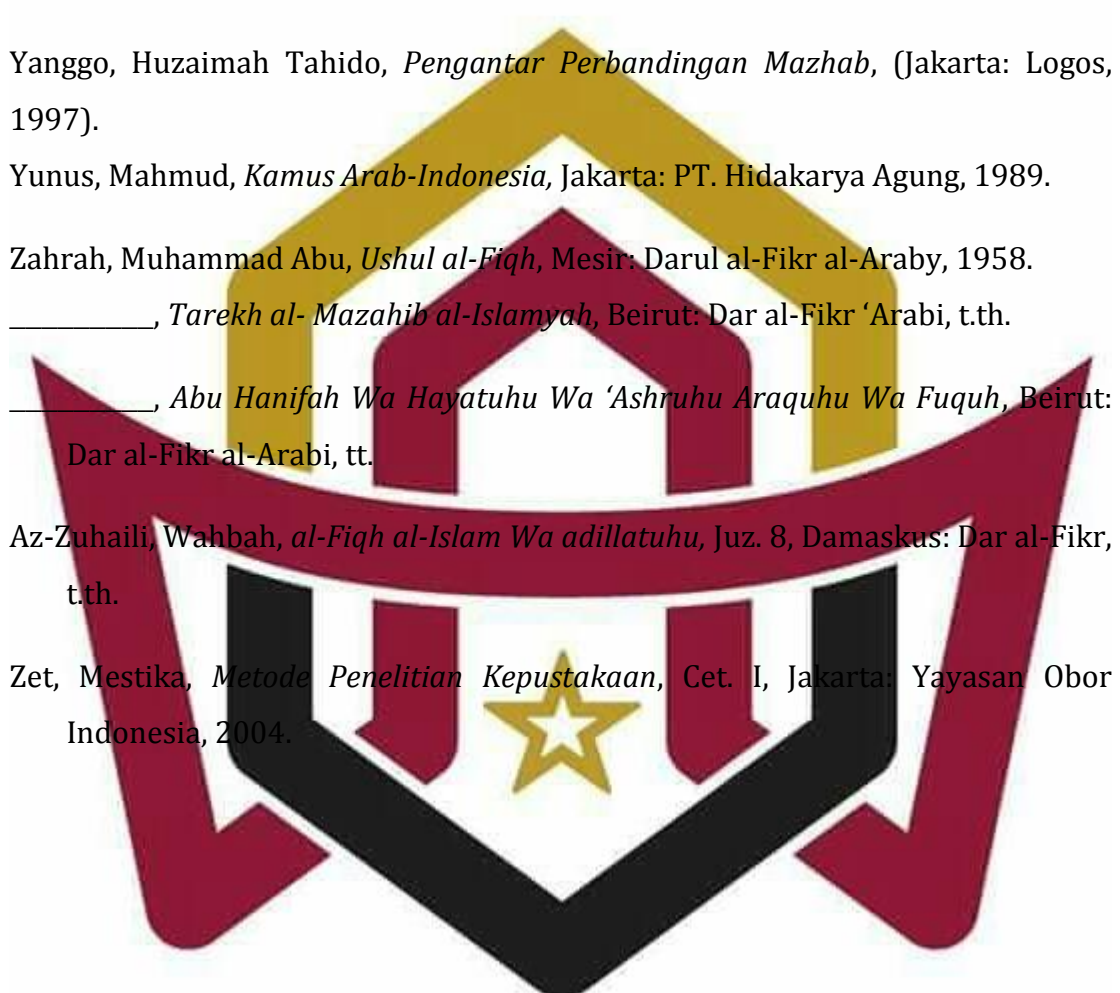 Yanggo, Huzaimah Tahido, Pengantar Perbandingan Mazhab, (Jakarta: Logos,
1997).
Yunus, Mahmud, Kamus Arab-Indonesia, Jakarta: PT. Hidakarya Agung, 1989.
Zahrah, Muhammad Abu, Ushul al-Fiqh, Mesir: Darul al-Fikr al-Araby, 1958.
__________, Tarekh al- Mazahib al-Islamyah, Beirut: Dar al-Fikr ‘Arabi, t.th.
__________, Abu Hanifah Wa Hayatuhu Wa ‘Ashruhu Araquhu Wa Fuquh, Beirut:
Dar al-Fikr al-Arabi, tt.
Az-Zuhaili, Wahbah, al-Fiqh al-Islam Wa adillatuhu, Juz. 8, Damaskus: Dar al-Fikr,
t.th.
Zet, Mestika, Metode Penelitian Kepustakaan, Cet. I, Jakarta: Yayasan Obor
Indonesia, 2004.